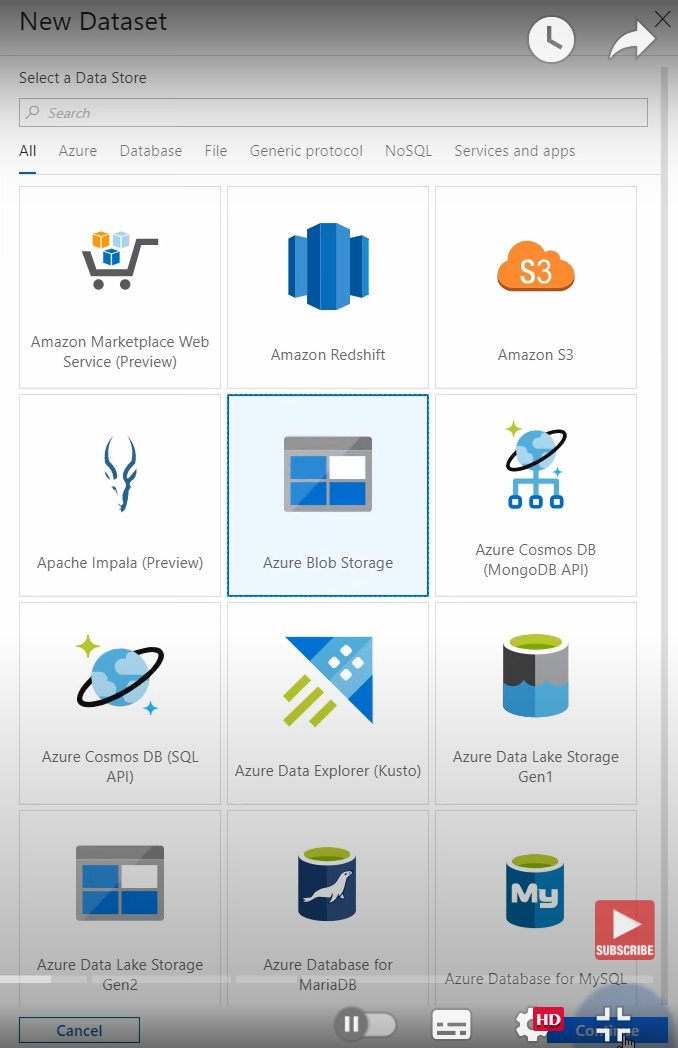 New Dataset
Select a Data Store
Search
All Azure Database File Generic protocol NoSQL Services and apps
S3
Amazon Marketplace Web
Service (Preview)
Amazon Redshift
Amazon S3
Apache Impala (Preview)
Azure Blob Storage
Azure Cosmos DB
(MongoDB API)
Azure Cosmos DB (SQL
API)
Azure Data Explorer (Kusto)
Azure Data Lake Storage
Gen1
My
SUBSCRIBE
Azure Data Lake Storage
Gen2
Azure Database for
MariaDB
Azure Database for MySQL
HD
Cancel